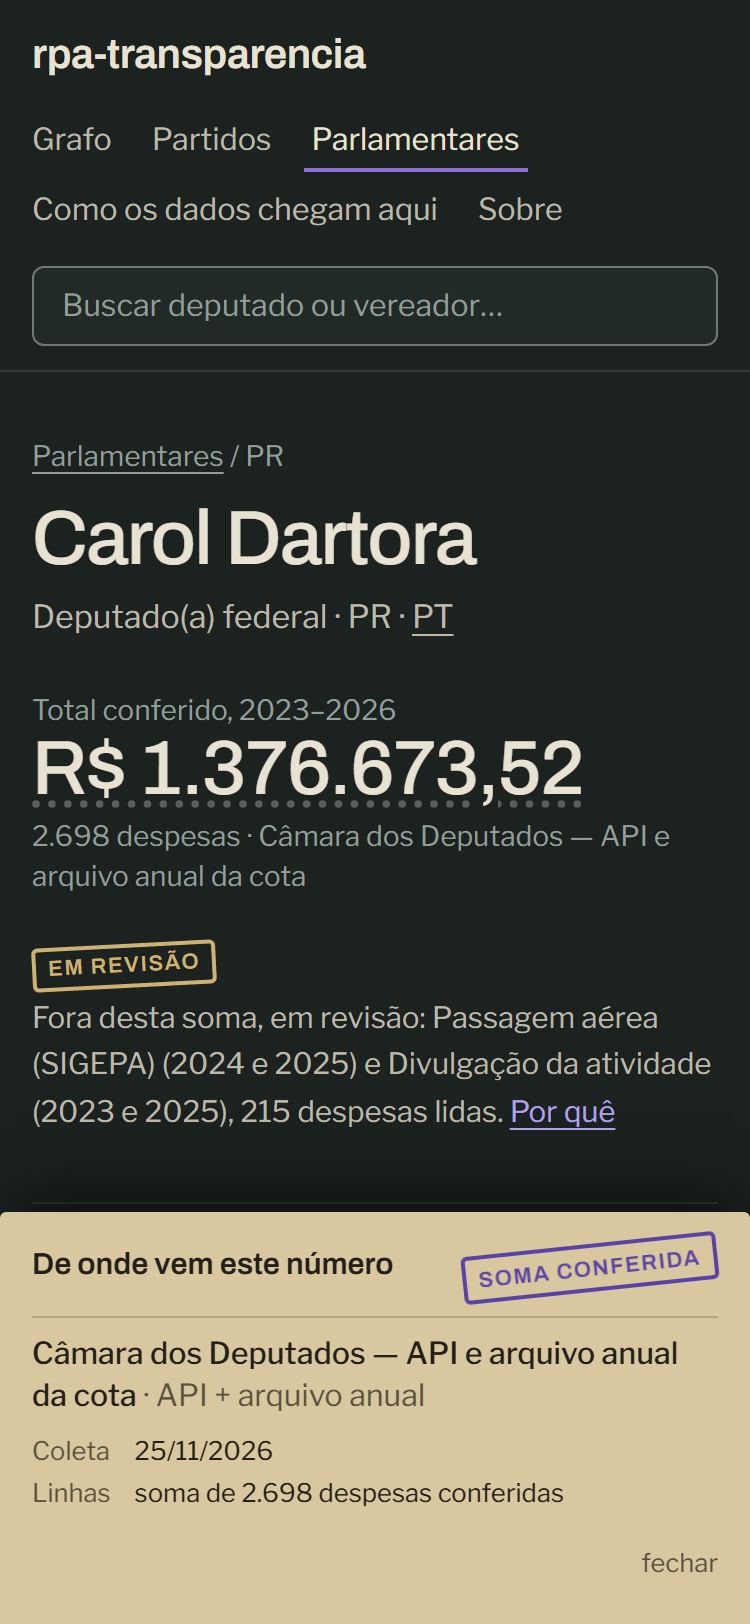 rpa-transparencia
Grafo Partidos Parlamentares
Como os dados chegam aqui Sobre
Buscar deputado ou vereador...
Parlamentares / PR
Carol Dartora
Deputado(a) federal · PR · PT
Total conferido, 2023–2026
R$ 1.376.673,52
2.698 despesas · Câmara dos Deputados — API e
arquivo anual da cota
EM REVISÃO
Fora desta soma, em revisão: Passagem aérea
(SIGEPA) (2024 e 2025) e Divulgação da atividade
(2023 e 2025), 215 despesas lidas. Por quê
De onde vem este número
SOMA CONFERIDA
Câmara dos Deputados — API e arquivo anual
da cota · API + arquivo anual
Coleta 25/11/2026
Linhas soma de 2.698 despesas conferidas
fechar